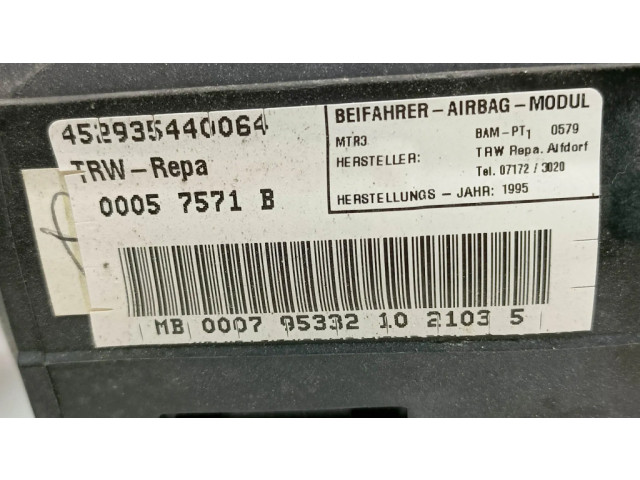 452935440064
TRW-Repa
0005 7571 B
BEIFAHRER-AIRBAG-MODUL
MTR3 BAM-PT1 0579
HERSTELLER: TRW Repa. Alfdorf
Tel. 07172 / 3020
HERSTELLUNGS - JAHR: 1995
MB 0007 95332 10 2103 5